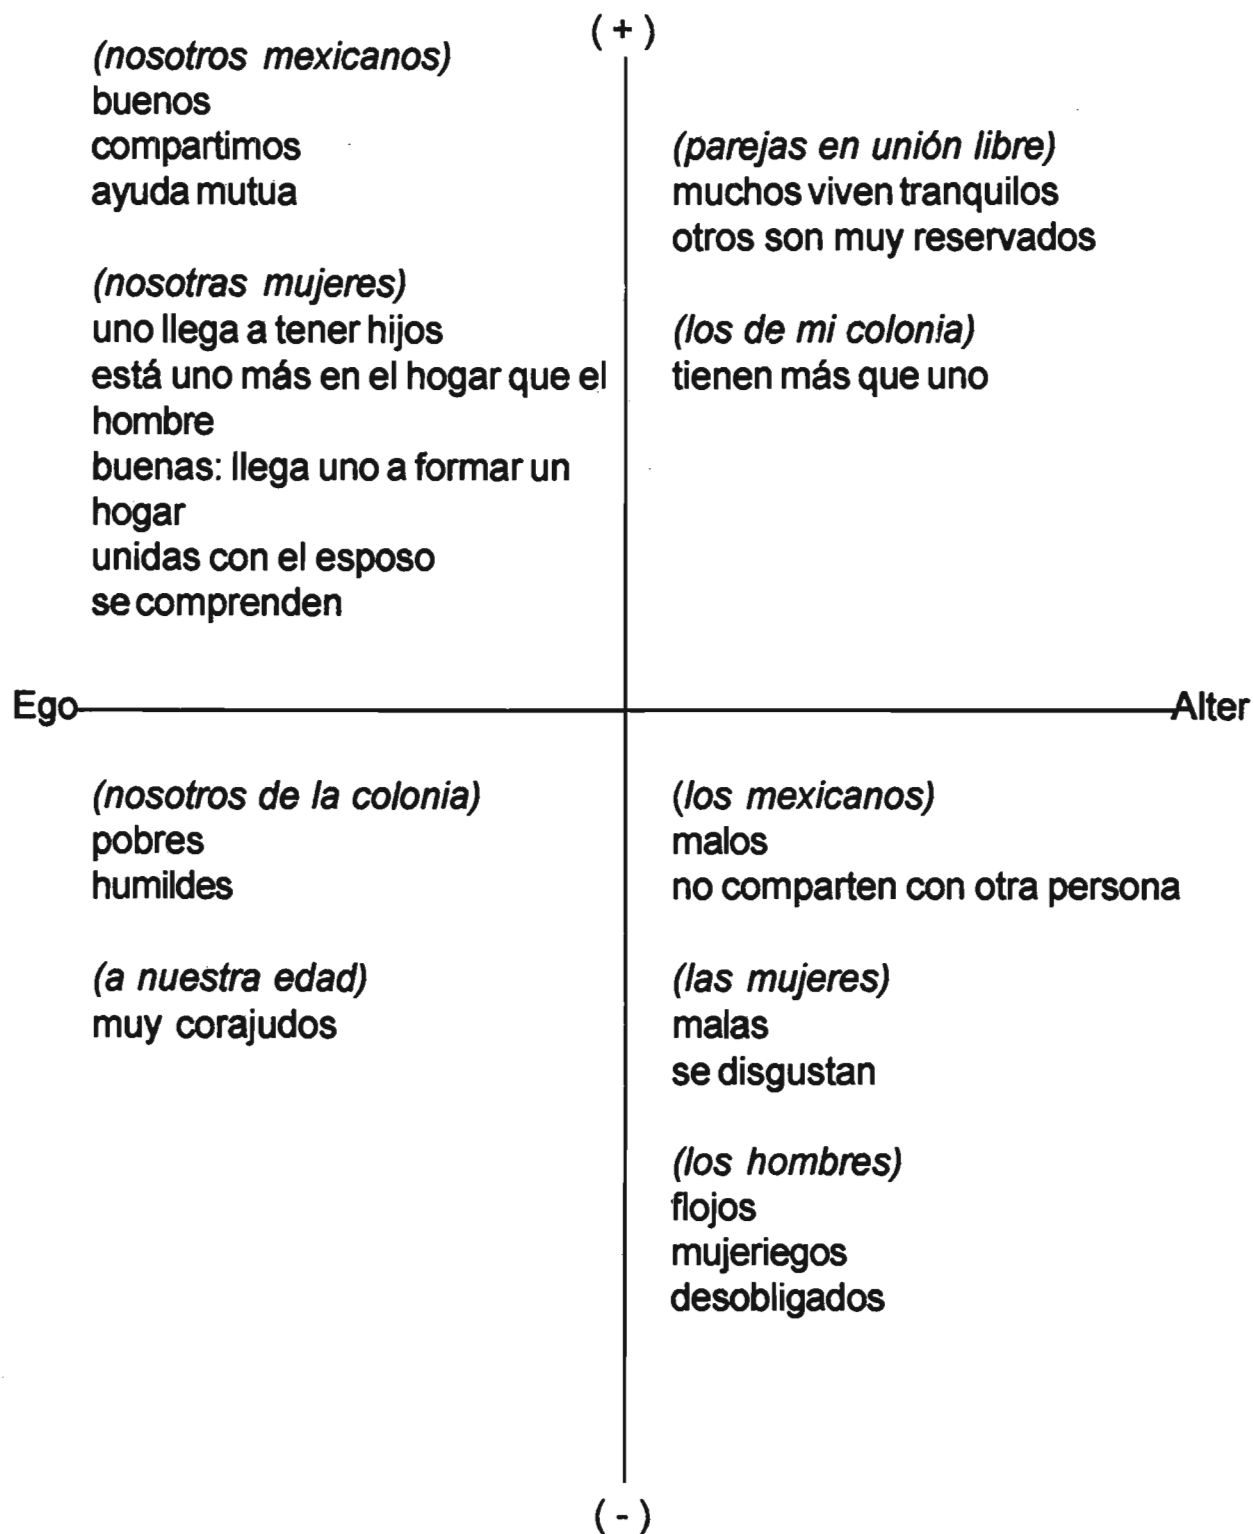 ( + )
(nosotros mexicanos)
buenos
compartimos
ayuda mutua
(nosotras mujeres)
uno llega a tener hijos
está uno más en el hogar que el
hombre
buenas: llega uno a formar un
hogar
unidas con el esposo
se comprenden
(parejas en unión libre)
muchos viven tranquilos
otros son muy reservados
(los de mi colonia)
tienen más que uno
Ego
Alter
(nosotros de la colonia)
pobres
humildes
(a nuestra edad)
muy corajudos
(los mexicanos)
malos
no comparten con otra persona
(las mujeres)
malas
se disgustan
(los hombres)
flojos
mujeriegos
desobligados
( - )